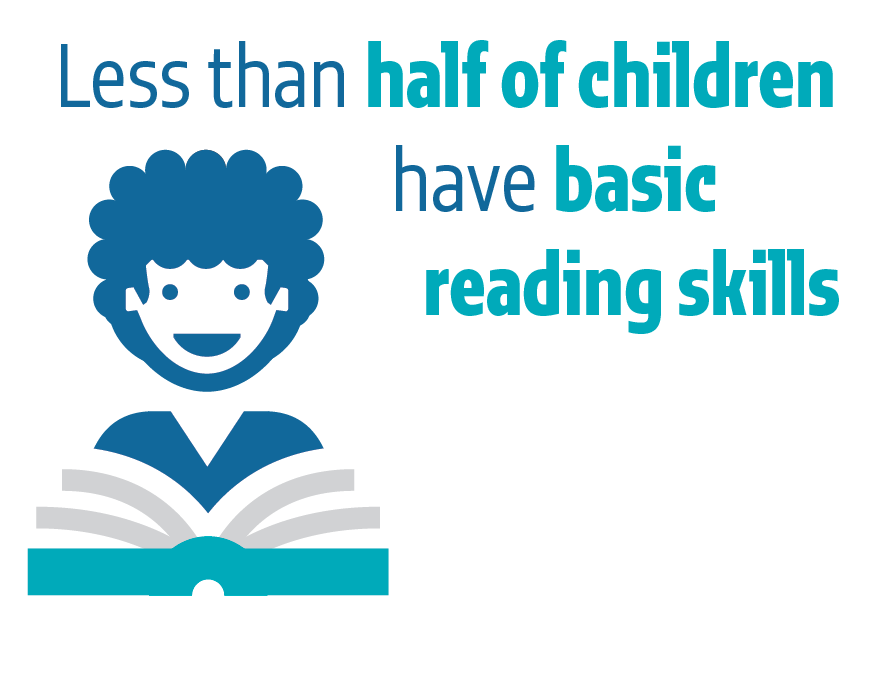 Less than half of children
have basic
reading skills